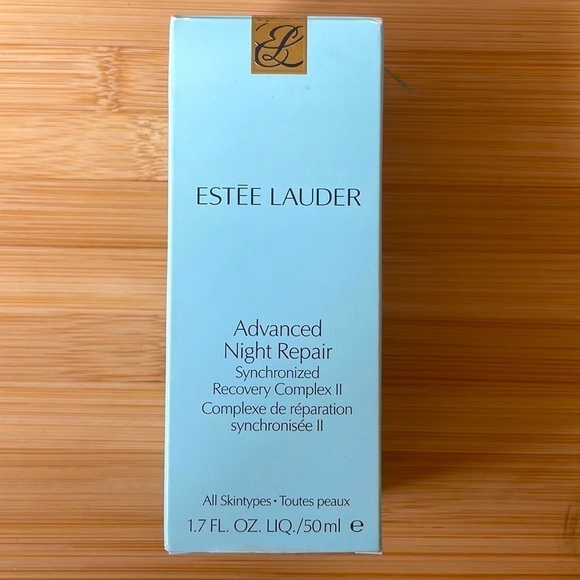 EL
ESTĒE LAUDER
Advanced
Night Repair
Synchronized
Recovery Complex II
Complexe de réparation
synchronisée II
All Skintypes • Toutes peaux
1.7 FL. OZ. LIQ./50 ml ℮